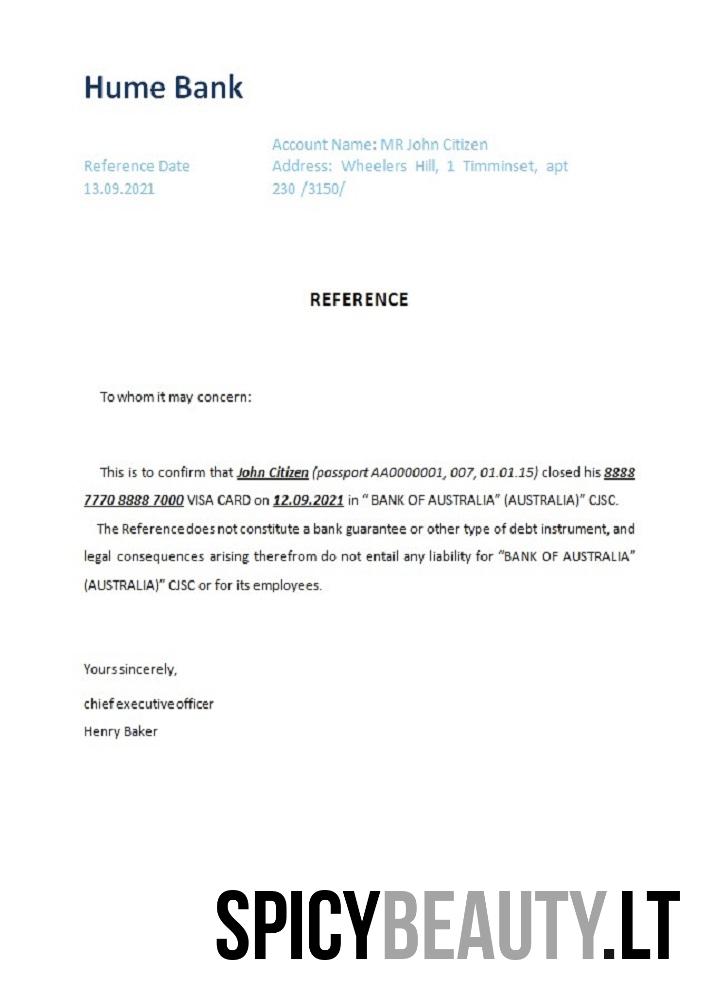 Hume Bank
Account Name: MR John Citizen
Reference Date
Address: Wheelers Hill, 1 Timminset, apt
13.09.2021
230 /3150/
REFERENCE
To whom it may concern:
This is to confirm that John Citizen (passport AA0000001, 007, 01.01.15) closed his 8888
7770 8888 7000 VISA CARD on 12.09.2021 in “ BANK OF AUSTRALIA” (AUSTRALIA)” CJSC.
The Reference does not constitute a bank guarantee or other type of debt instrument, and
legal consequences arising therefrom do not entail any liability for “BANK OF AUSTRALIA”
(AUSTRALIA)” CJSC or for its employees.
Yours sincerely,
chief executive officer
Henry Baker
SPICYBEAUTY.LT